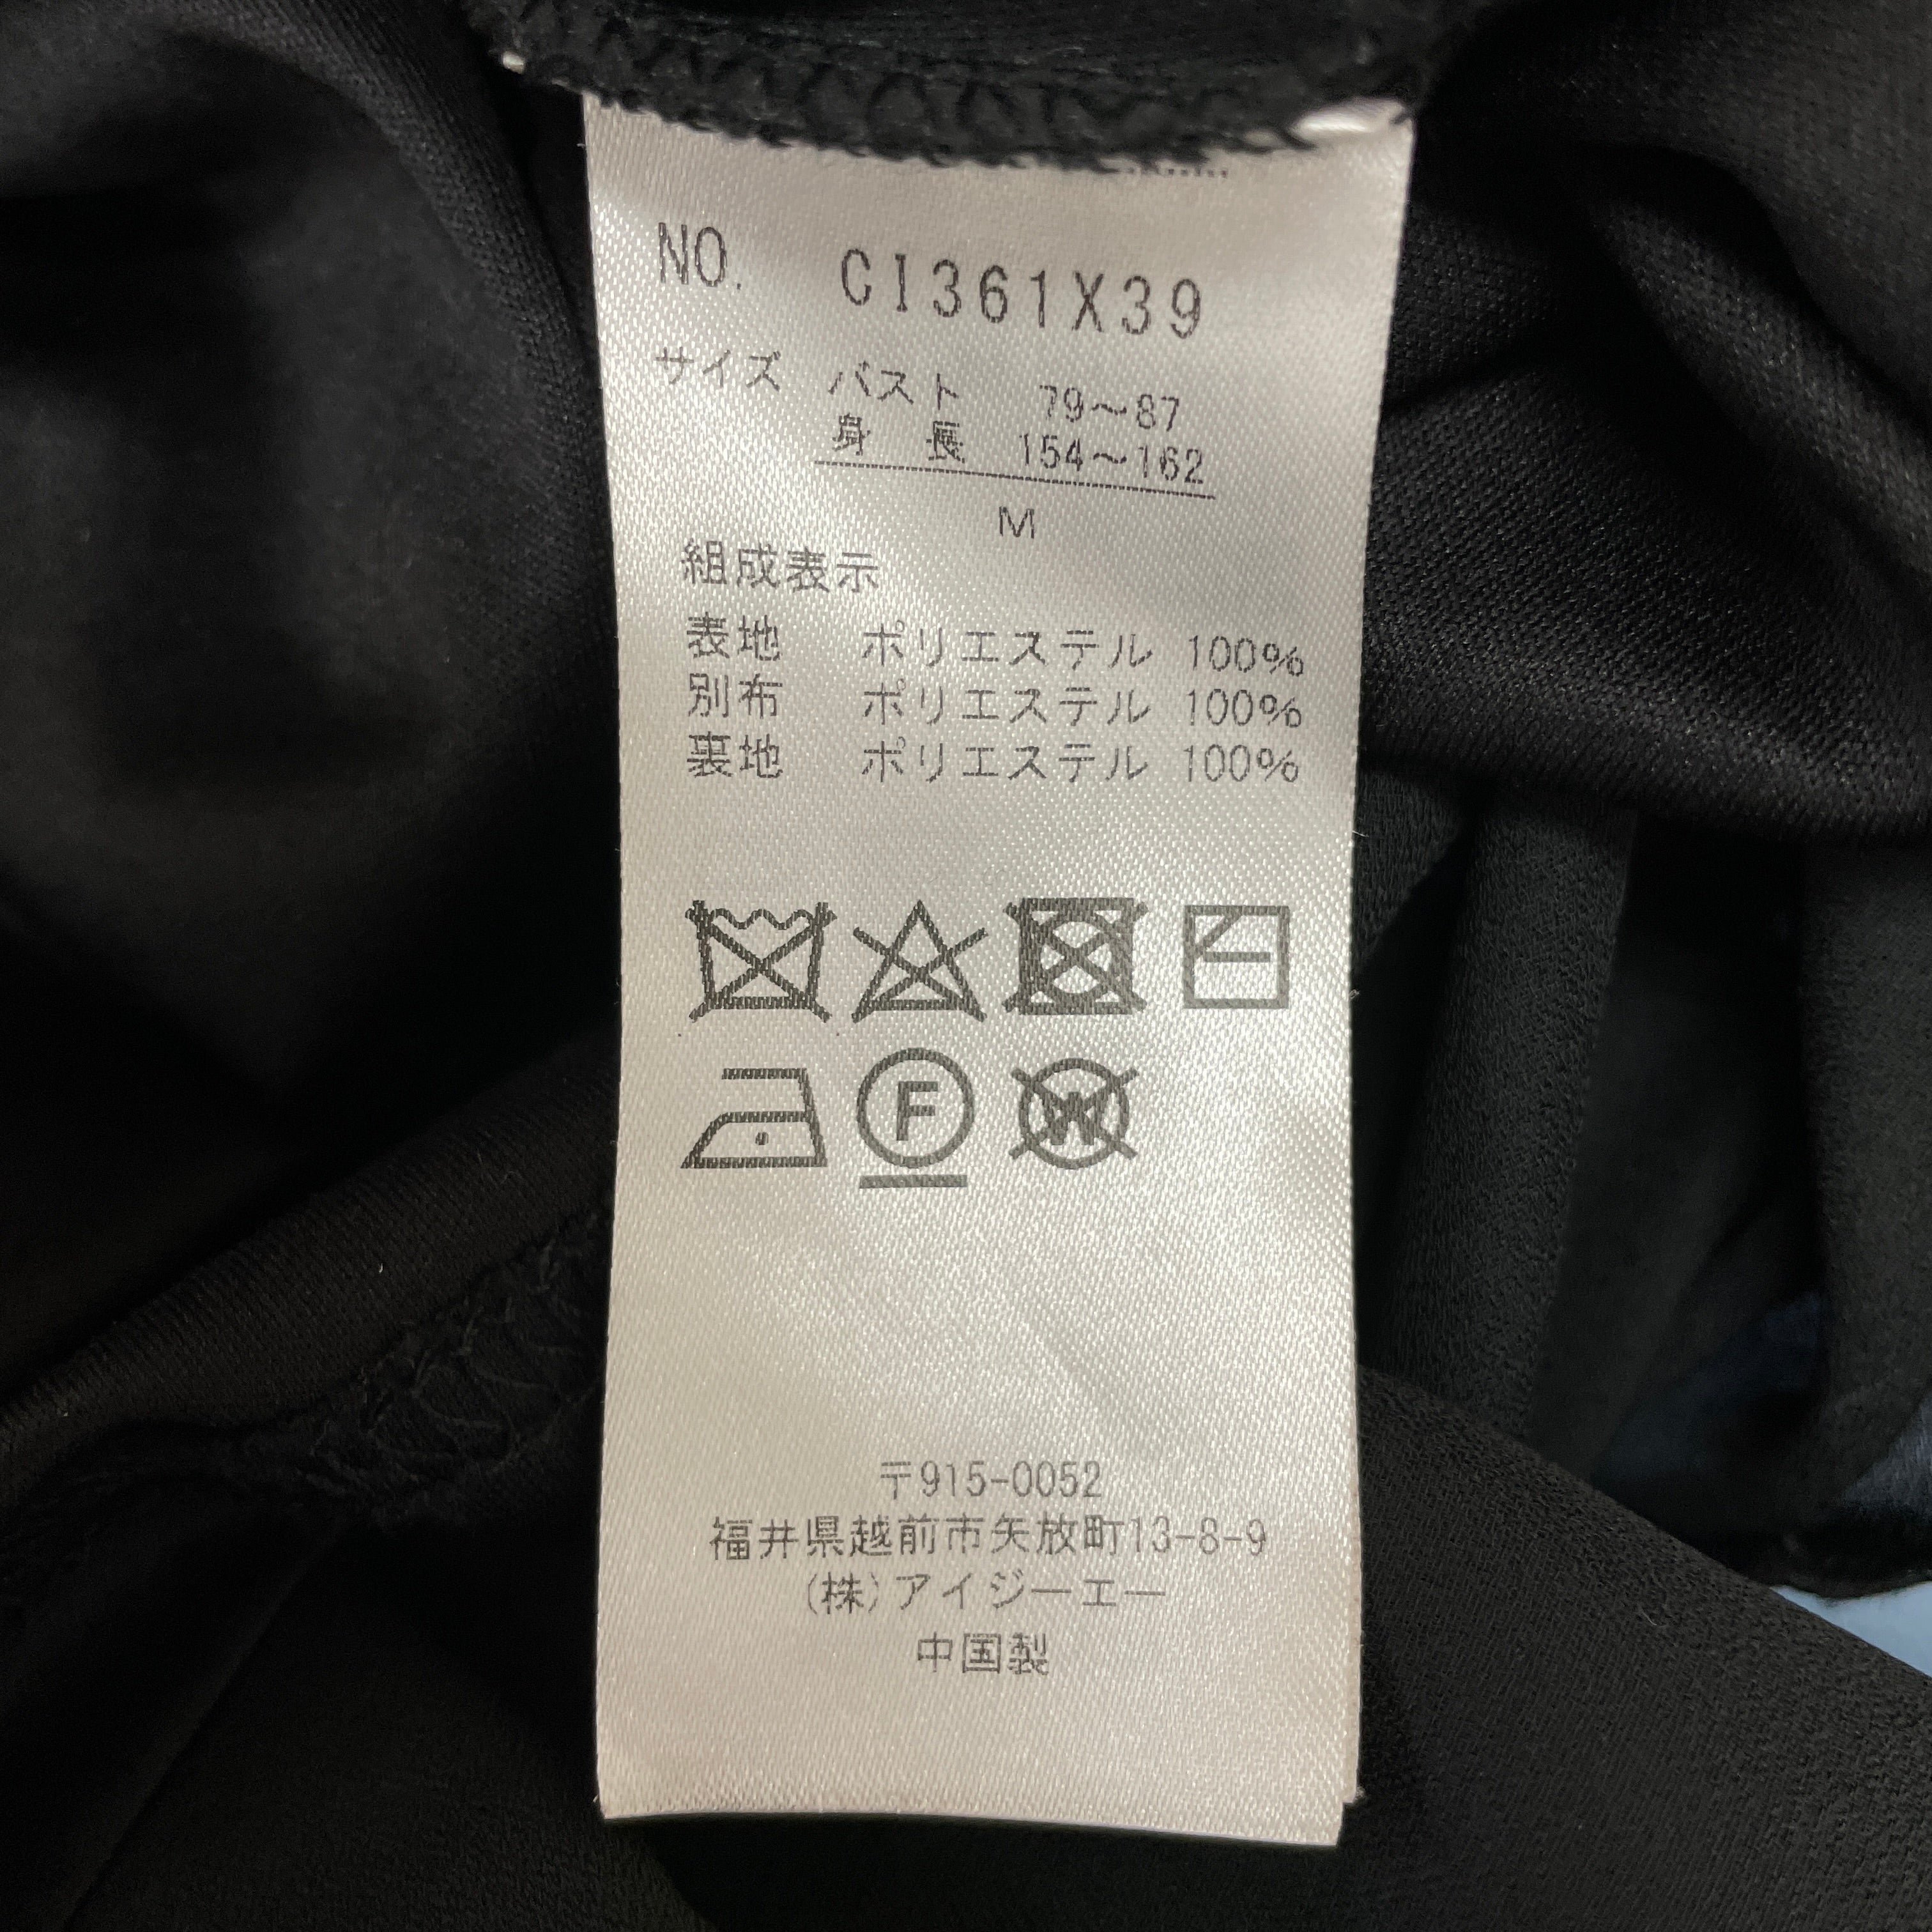 NO. CI361X39
サイズ バスト 79～87
身 長 154～162
M
組成表示
表地 ポリエステル 100%
別布 ポリエステル 100%
裏地 ポリエステル 100%
F W
〒915-0052
福井県越前市矢放町13-8-9
(株)アイジーエー
中国製